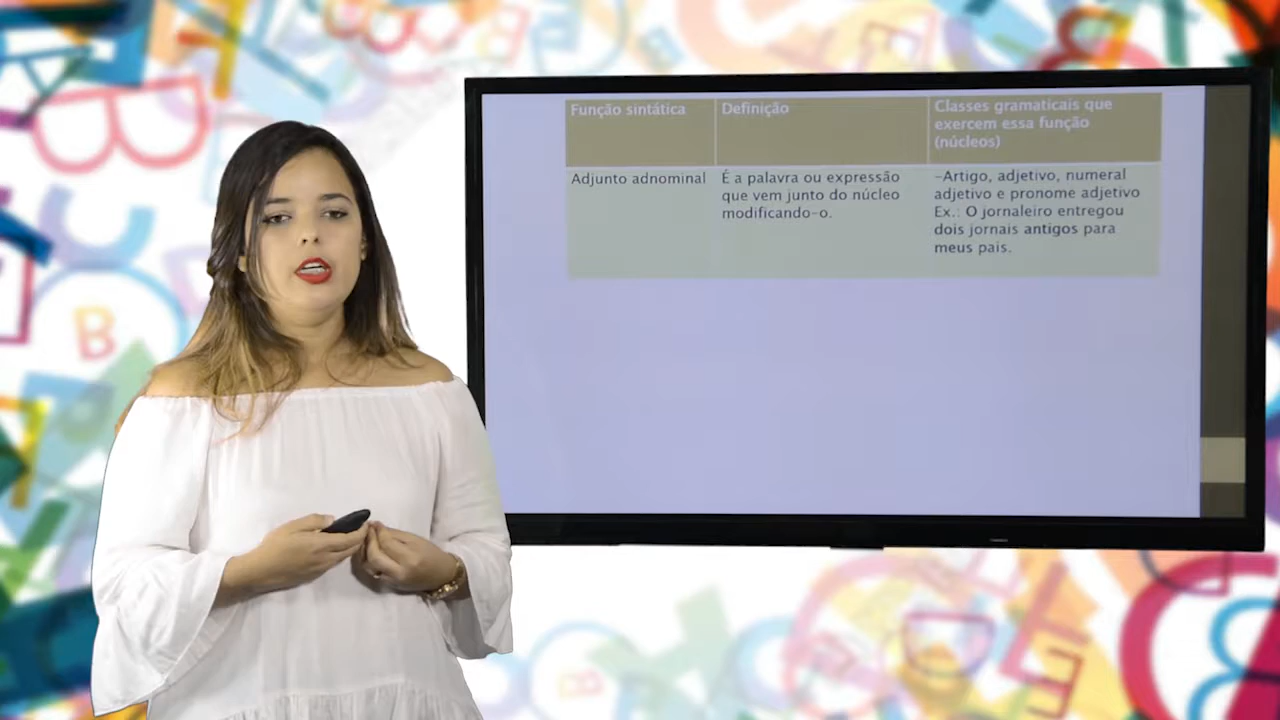 Função sintática
Definição
Classes gramaticais que
exercem essa função
(núcleos)
Adjunto adnominal
É a palavra ou expressão
que vem junto do núcleo
modificando-o.
-Artigo, adjetivo, numeral
adjetivo e pronome adjetivo
Ex.: O jornaleiro entregou
dois jornais antigos para
meus pais.